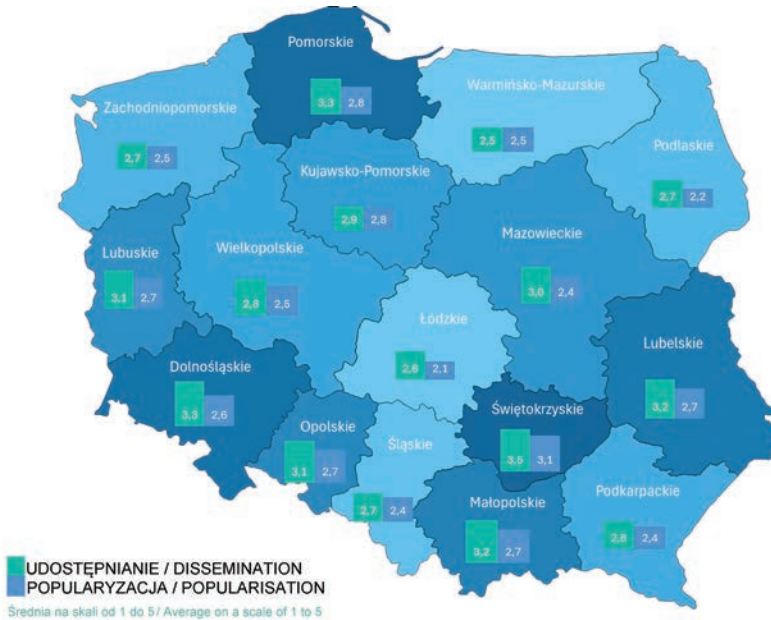 Pomorskie
3,3 2,8
Warmińsko-Mazurskie
2,5 2,5
Zachodniopomorskie
2,7 2,5
Podlaskie
2,7 2,2
Kujawsko-Pomorskie
2,9 2,8
Mazowieckie
3,0 2,4
Lubuskie
3,1 2,7
Wielkopolskie
2,8 2,5
Łódzkie
2,6 2,1
Lubelskie
3,2 2,7
Dolnośląskie
3,3 2,6
Świętokrzyskie
3,5 3,1
Opolskie
3,1 2,7
Śląskie
2,7 2,4
Małopolskie
3,2 2,7
Podkarpackie
2,8 2,4
UDOSTĘPNIANIE / DISSEMINATION
POPULARYZACJA / POPULARISATION
Średnia na skali od 1 do 5 / Average on a scale of 1 to 5